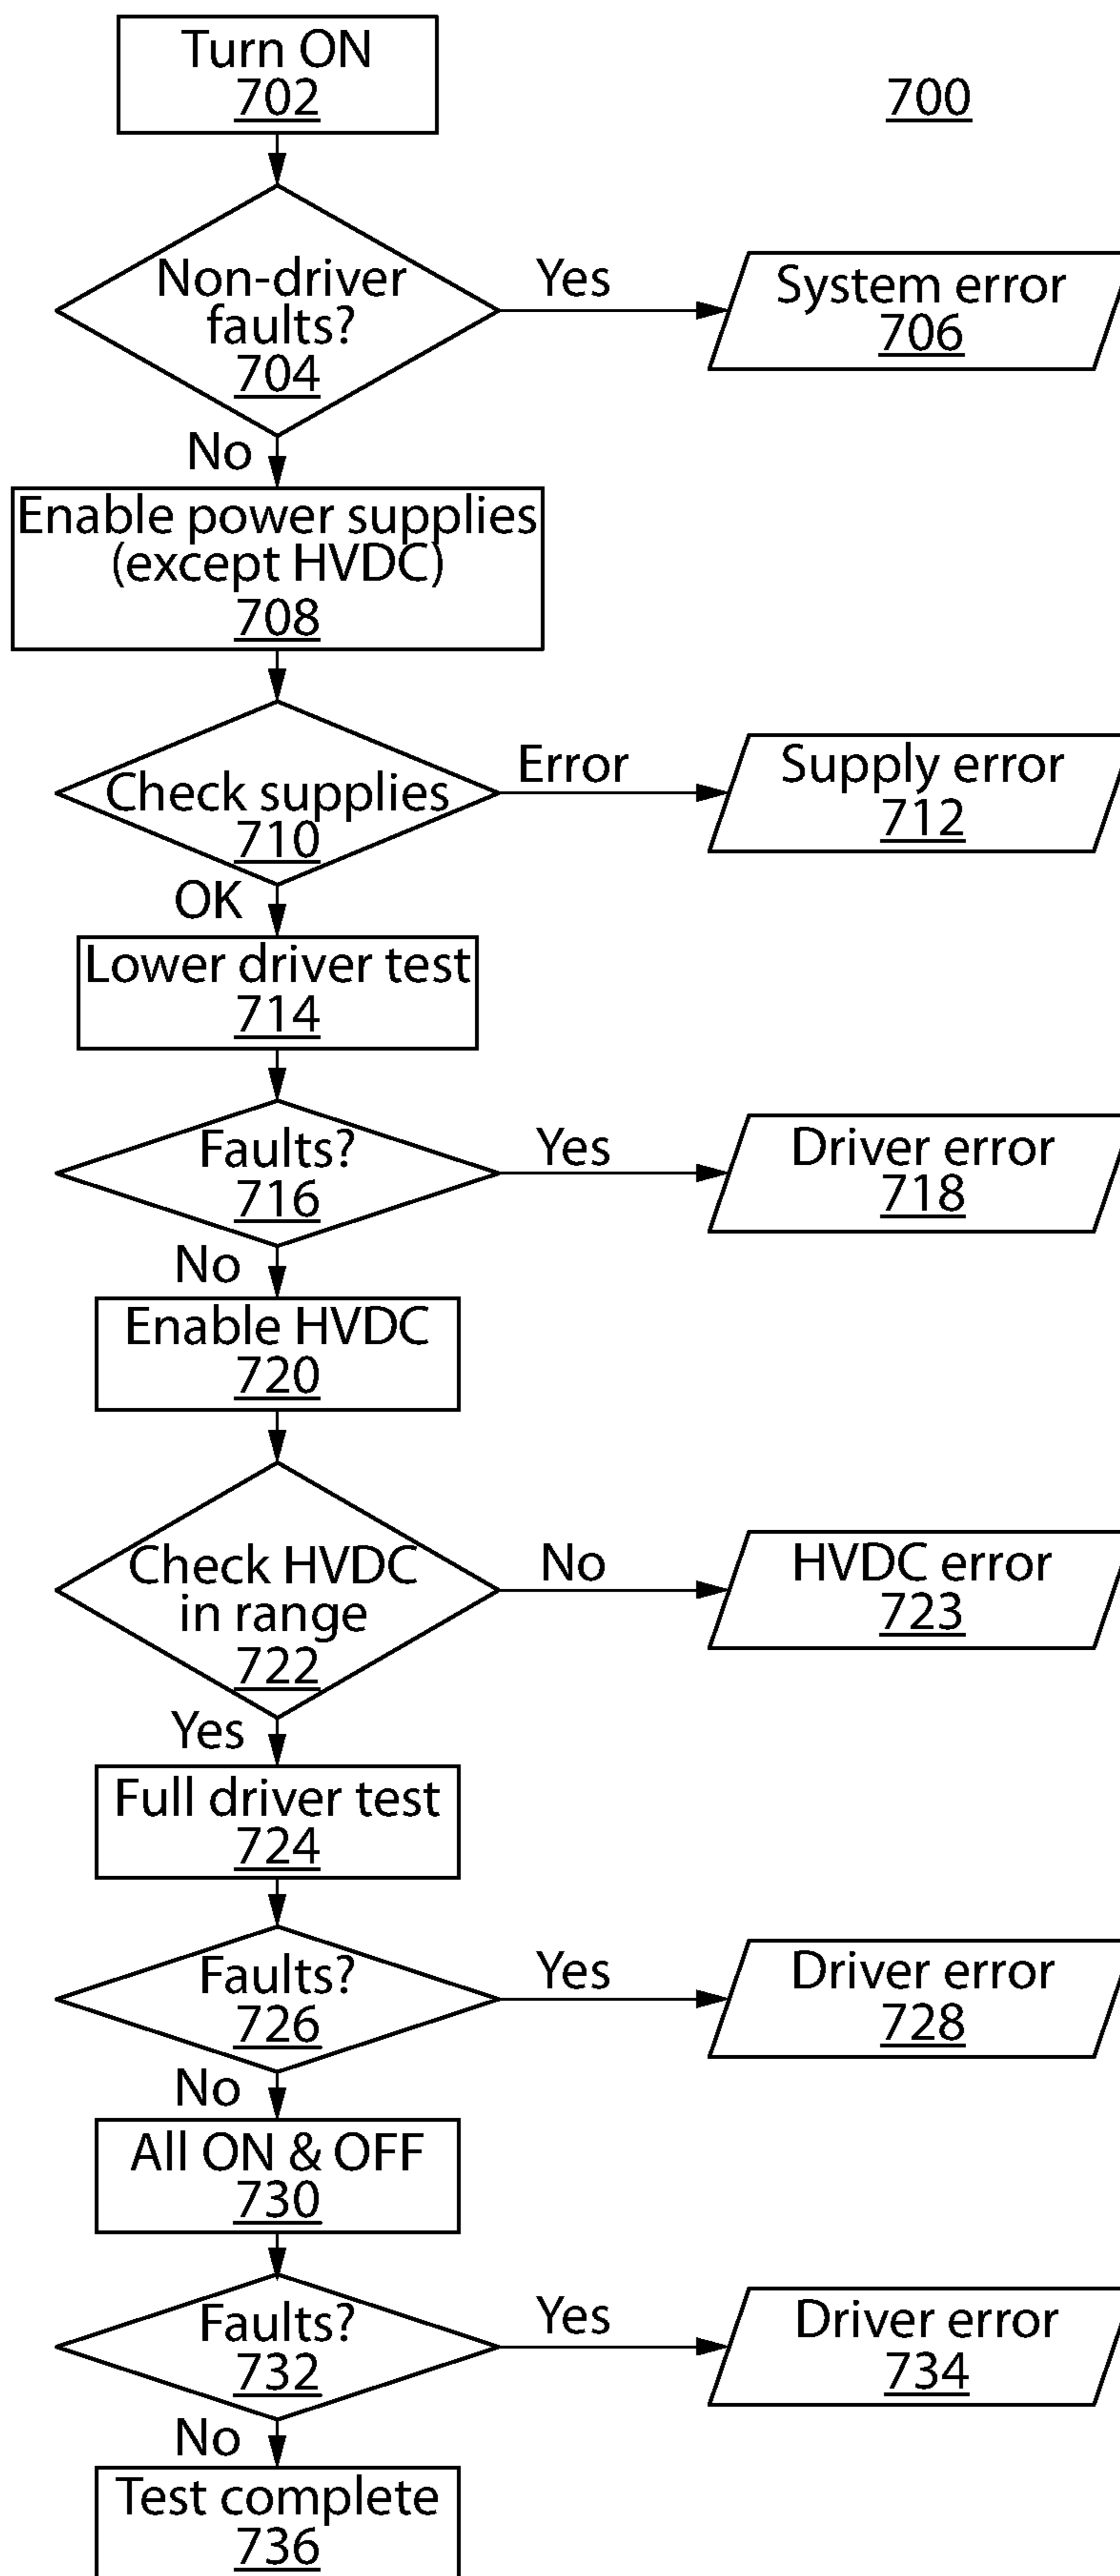 Turn ON
702
700
Non-driver
faults?
704
Yes
System error
706
No
Enable power supplies
(except HVDC)
708
Check supplies
710
Error
Supply error
712
OK
Lower driver test
714
Faults?
716
Yes
Driver error
718
No
Enable HVDC
720
Check HVDC
in range
722
No
HVDC error
723
Yes
Full driver test
724
Faults?
726
Yes
Driver error
728
No
All ON & OFF
730
Faults?
732
Yes
Driver error
734
No
Test complete
736